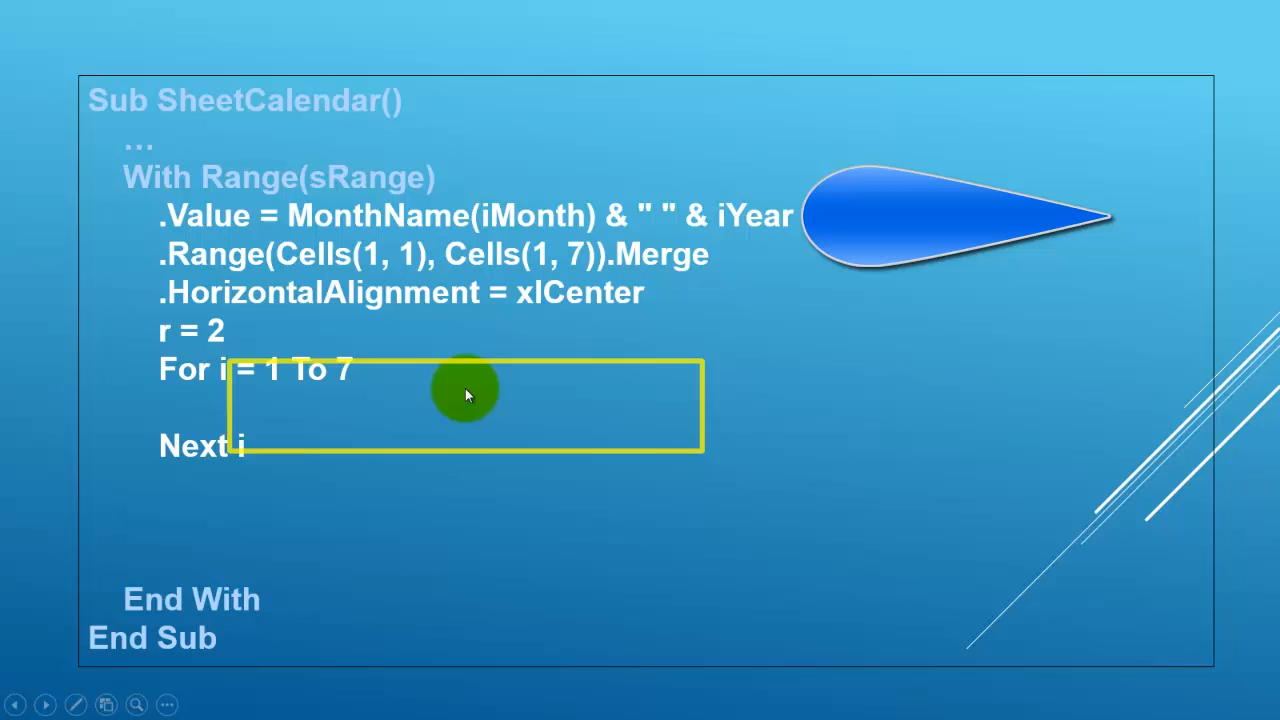 Sub SheetCalendar()
...
With Range(sRange)
.Value = MonthName(iMonth) & " " & iYear
.Range(Cells(1, 1), Cells(1, 7)).Merge
.HorizontalAlignment = xlCenter
r = 2
For i = 1 To 7
Next i
End With
End Sub